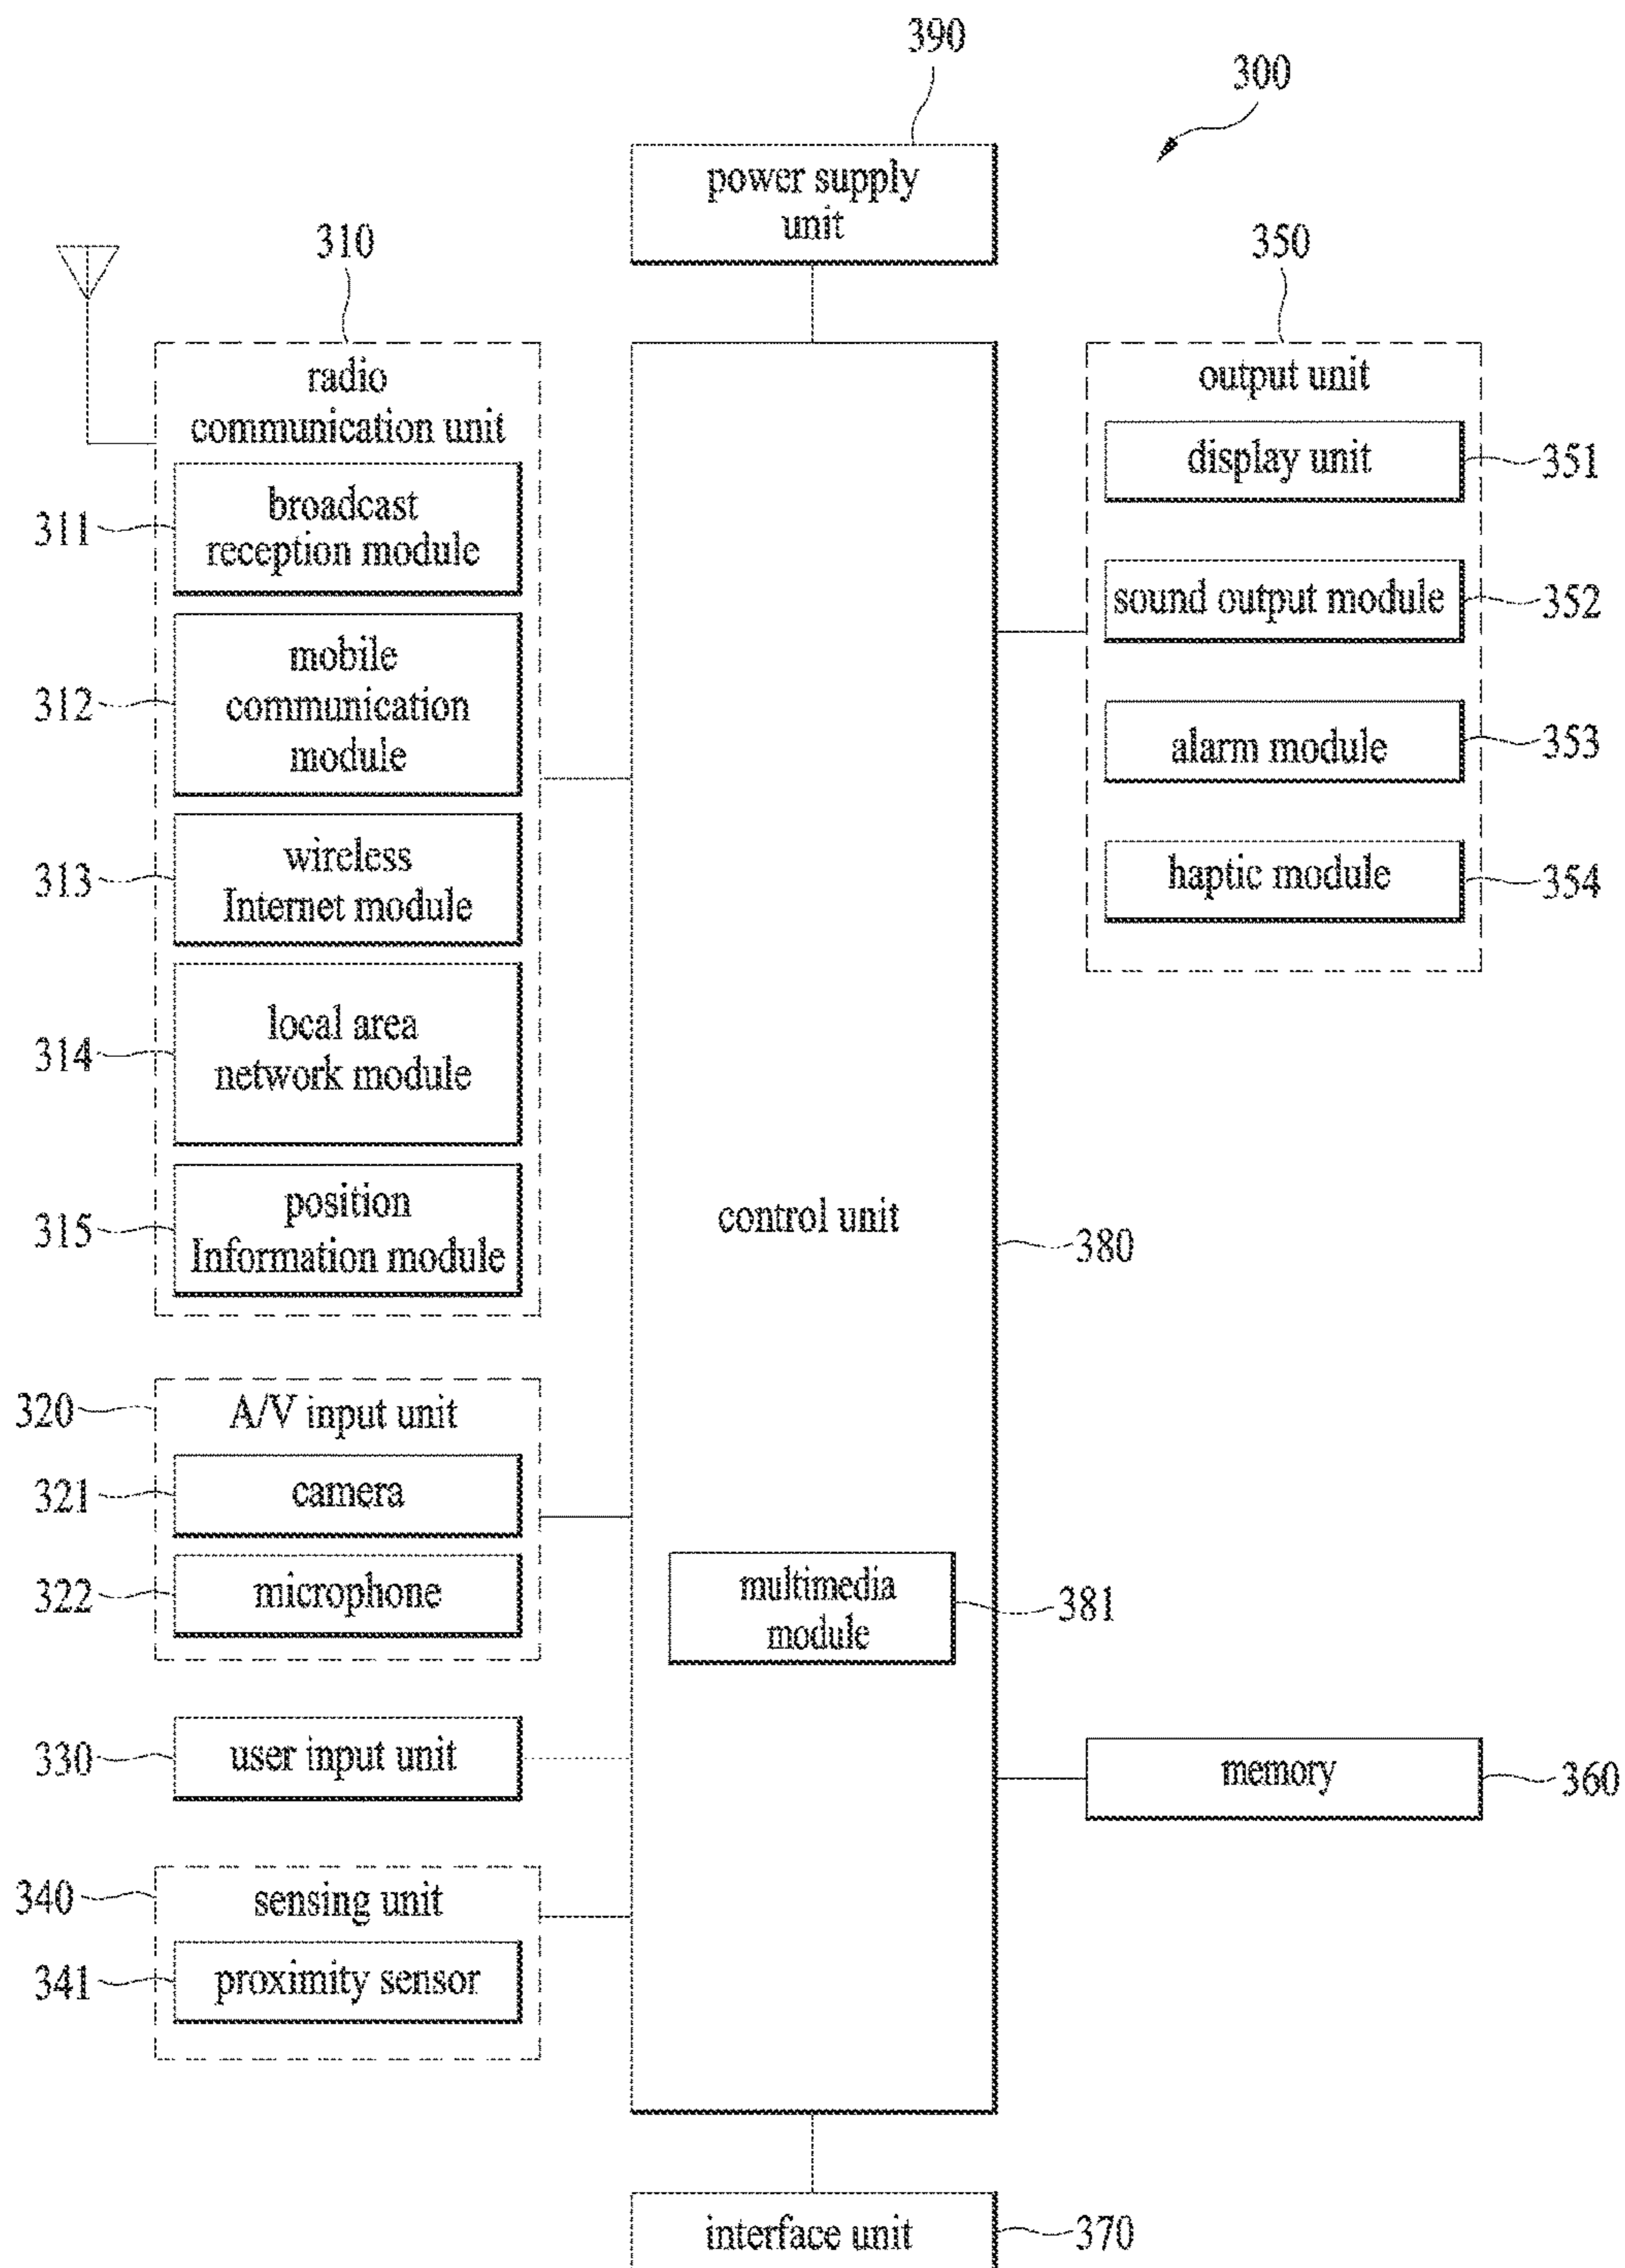 390
300
power supply
unit
310
350
radio
communication unit
311
broadcast
reception module
312
mobile
communication
module
313
wireless
Internet module
314
local area
network module
315
position
Information module
320
A/V input unit
321
camera
322
microphone
330
user input unit
340
sensing unit
341
proximity sensor
control unit
380
multimedia
module
381
output unit
display unit
351
sound output module
352
alarm module
353
haptic module
354
memory
360
interface unit
370